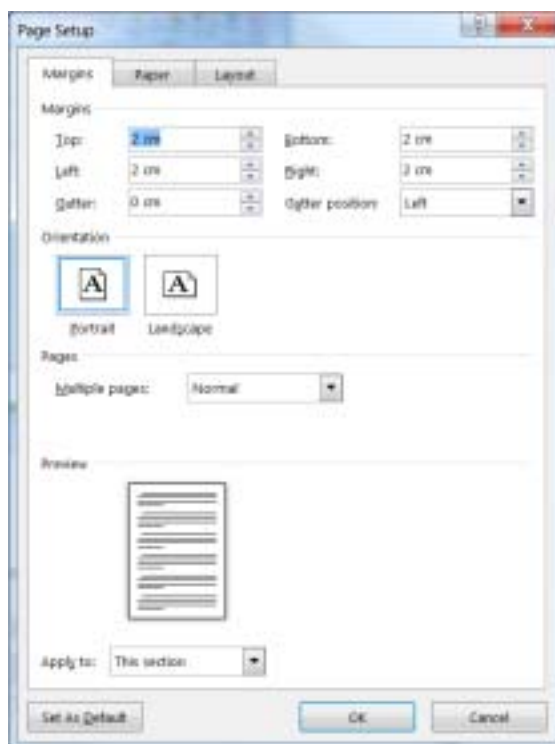 Page Setup
Margins Paper Layout
Margins
Top: 2 cm Bottom: 2 cm
Left: 2 cm Right: 2 cm
Gutter: 0 cm Gutter position: Left
Orientation
A A
Portrait Landscape
Pages
Multiple pages: Normal
Preview
Apply to: This section
Set As Default OK Cancel